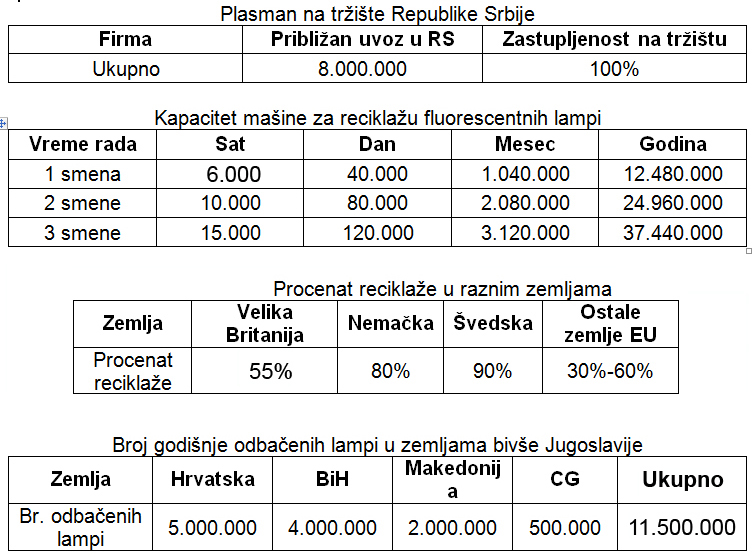 Plasman na tržište Republike Srbije
Firma Približan uvoz u RS Zastupljenost na tržištu
Ukupno 8.000.000 100%
Kapacitet mašine za reciklažu fluorescentnih lampi
Vreme rada Sat Dan Mesec Godina
1 smena 6.000 40.000 1.040.000 12.480.000
2 smene 10.000 80.000 2.080.000 24.960.000
3 smene 15.000 120.000 3.120.000 37.440.000
Procenat reciklaže u raznim zemljama
Zemlja Velika Britanija Nemačka Švedska Ostale zemlje EU
Procenat reciklaže 55% 80% 90% 30%-60%
Broj godišnje odbačenih lampi u zemljama bivše Jugoslavije
Zemlja Hrvatska BiH Makedonija CG Ukupno
Br. odbačenih lampi 5.000.000 4.000.000 2.000.000 500.000 11.500.000